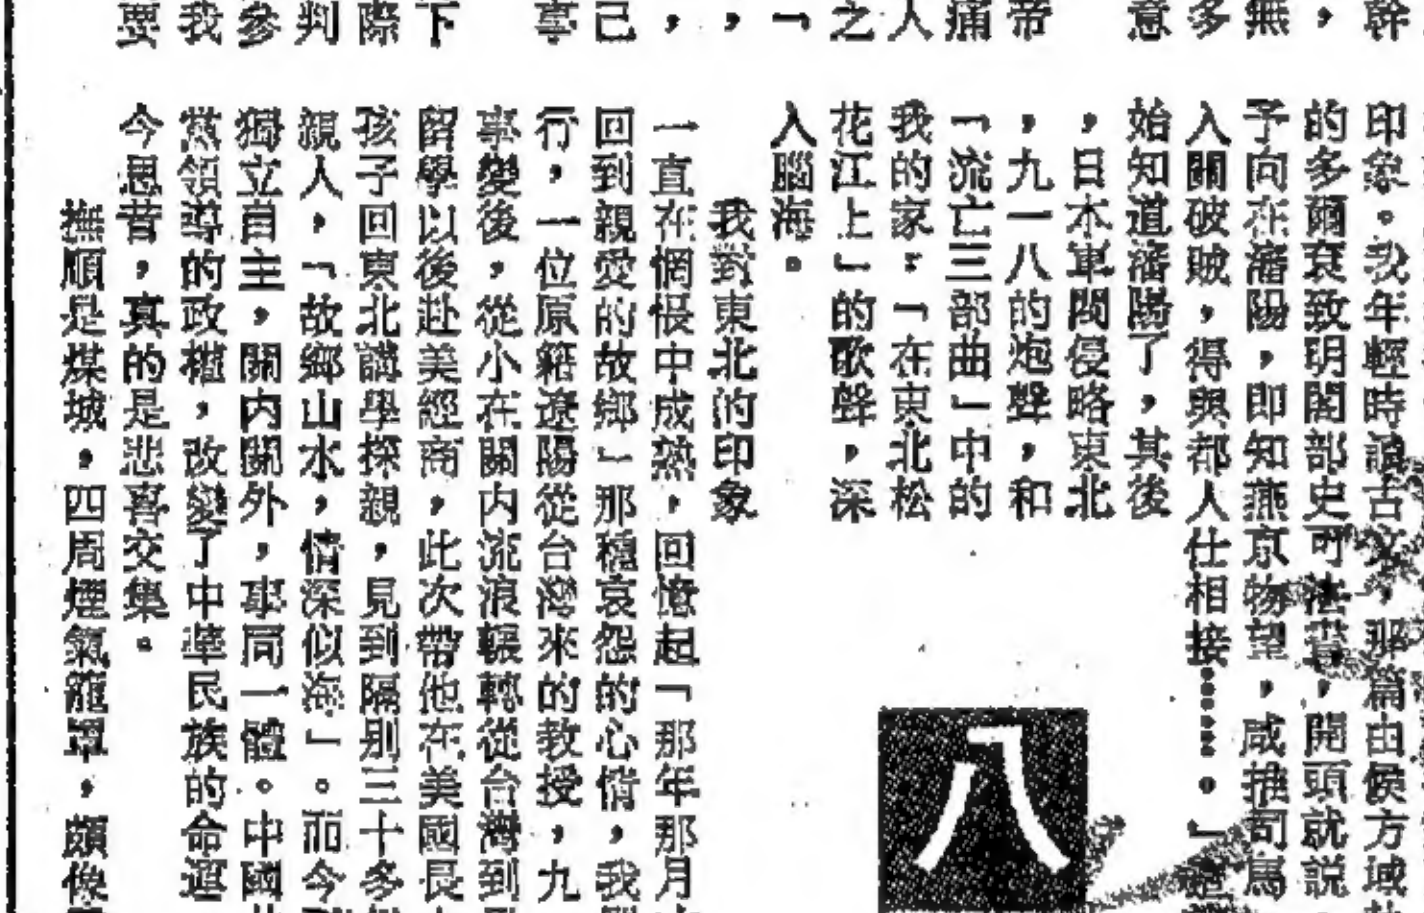 幹
，
無
多
意
帝
痛
人
之
「
，
，
己
事
下
際
判
參
我
要
印象。我年輕時讀古文，那篇由侯方域
的多爾袞致明閣部史可法書，開頭就説
予向在瀋陽，即知燕京物望，咸推司馬
入關破賊，得與都人仕相接……。」
始知道瀋陽了，其後
，日本軍閥侵略東北
，九一八的炮聲，和
「流亡三部曲」中的
我的家：「在東北松
花江上」的歌聲，深
入腦海。
我對東北的印象
一直在惆悵中成熟，回憶起「那年那月
回到親愛的故鄉」那種哀怨的心情，我
行，一位原籍遼陽從台灣來的教授，九
事變後，從小在關内流浪輾轉從台灣到
留學以後赴美經商，此次帶他在美國長
孩子回東北講學探親，見到隔別三十多
親人，「故鄉山水，情深似海」。而今
獨立自主，關内關外，事同一體。中國
黨領導的政權，改變了中華民族的命運
今思昔，真的是悲喜交集。
撫順是煤城，四周煙氣籠罩，頗像
八